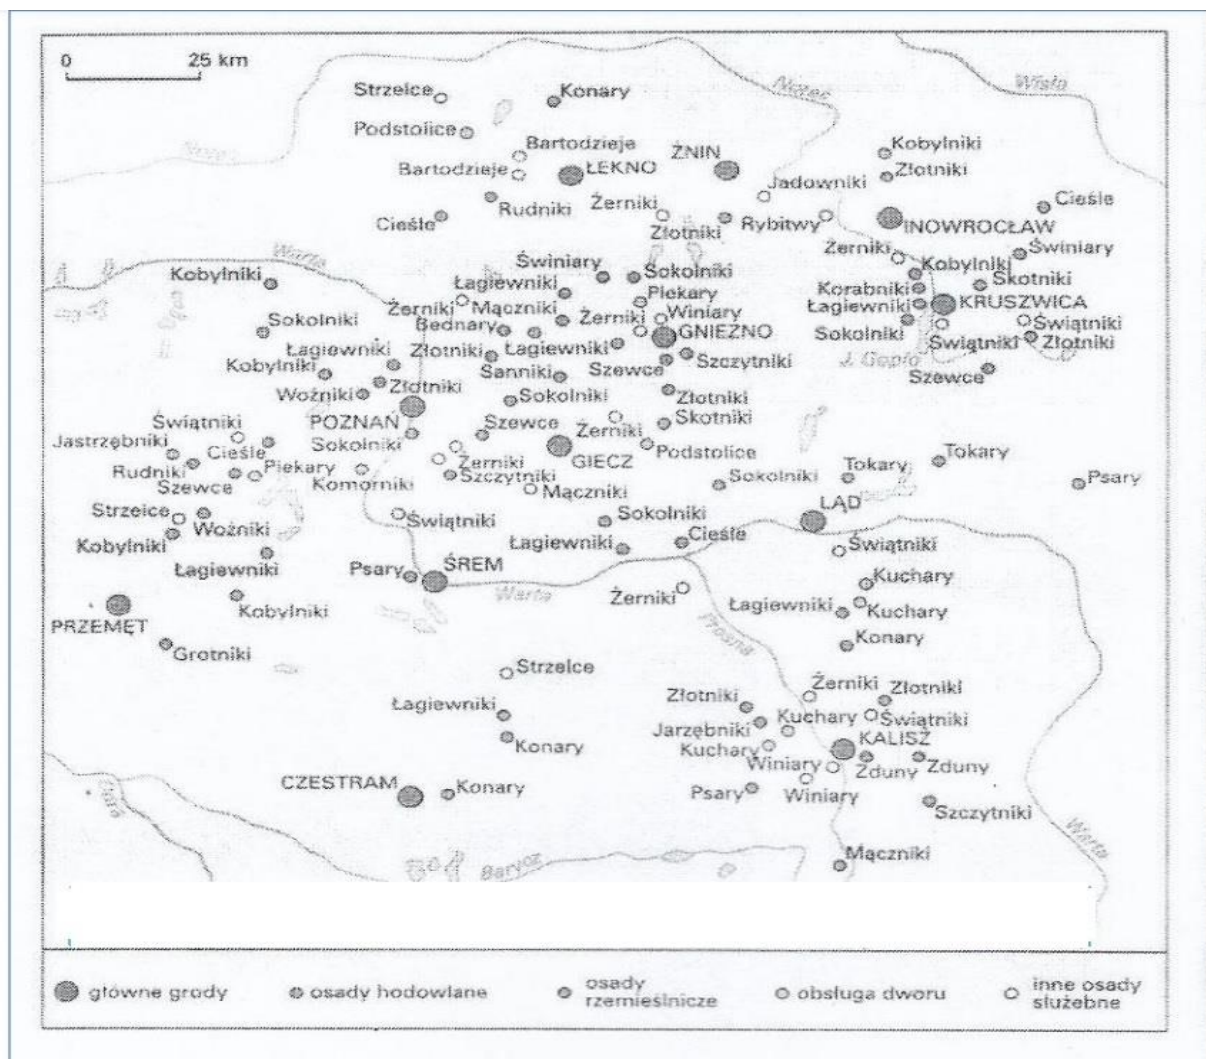 0 25 km
Strzelce
Konary
Noteć
Wisła
Podstolice
Bartodzieje
ŻNIN
Kobylniki
Bartodzieje
ŁEKNO
Złotniki
Jadowniki
Rudniki
Żerniki
Cieśle
Cieśle
Złotniki
Rybitwy
INOWROCŁAW
Warta
Żerniki
Świniary
Świniary
Sokolniki
Kobylniki
Kobylniki
Łagiewniki
Skotniki
Korabniki
Piekary
Żerniki
Mączniki
Łagiewniki
KRUSZWICA
Sokolniki
Bednary
Żerniki
Winiary
GNIEZNO
Sokolniki
Świątniki
Świątniki
Złotniki
Łagiewniki
Złotniki
Łagiewniki
Szczytniki
J. Gopło
Kobylniki
Sanniki
Szewce
Szewce
Woźniki
Złotniki
Sokolniki
Złotniki
POZNAŃ
Świątniki
Szewce
Żerniki
Skotniki
Jastrzębniki
Cieśle
Sokolniki
Żerniki
GIECZ
Podstolice
Tokary
Tokary
Rudniki
Piekary
Komorniki
Szczytniki
Sokolniki
Psary
Szewce
Mączniki
LĄD
Strzelce
Woźniki
Świątniki
Sokolniki
Kobylniki
Łagiewniki
Cieśle
Świątniki
Łagiewniki
Psary
ŚREM
Kuchary
Kobylniki
Warta
Żerniki
Łagiewniki
Kuchary
PRZEMĘT
Prosna
Konary
Grotniki
Strzelce
Żerniki
Złotniki
Łagiewniki
Złotniki
Kuchary
Świątniki
Jarzębniki
Konary
Kuchary
KALISZ
Winiary
Zduny
Zduny
CZESTRAM
Konary
Psary
Winiary
Szczytniki
Warta
Mączniki
Barycz
główne grody
osady hodowlane
osady
rzemieślnicze
obsługa dworu
inne osady
służebne